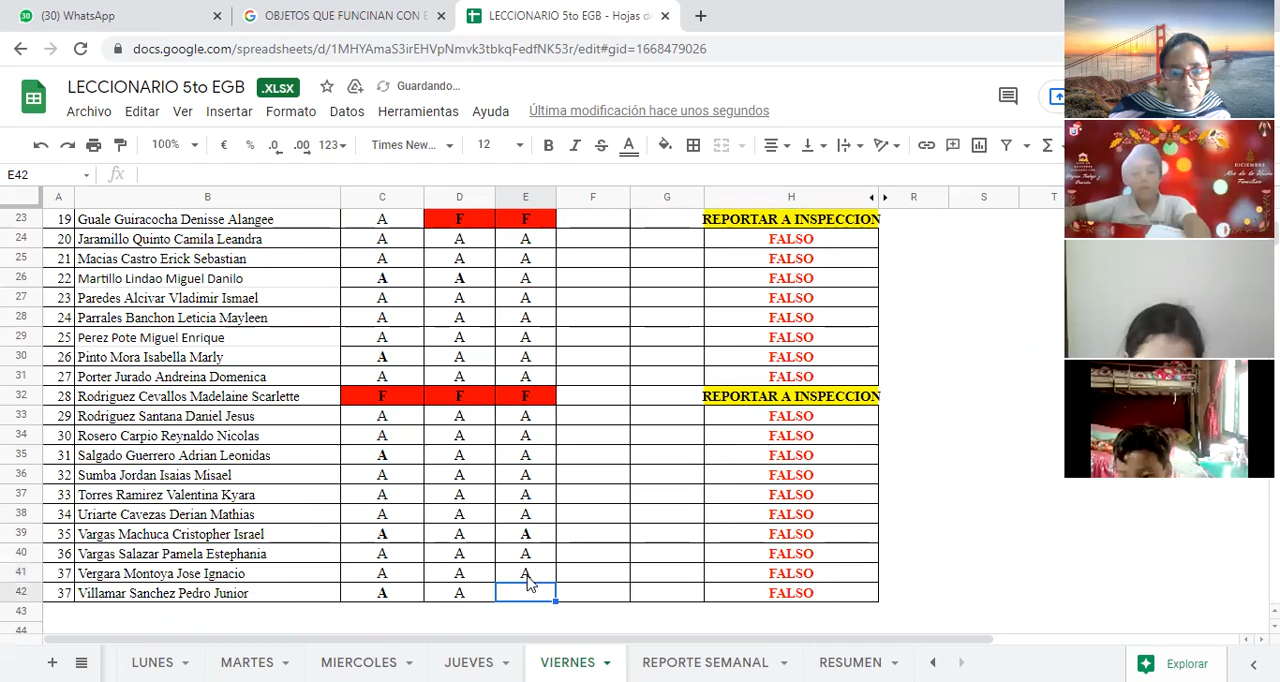 (30) WhatsApp
OBJETOS QUE FUNCINAN CON E
LECCIONARIO 5to EGB - Hojas d
docs.google.com/spreadsheets/d/1MHYAmaS3irEHVpNmvk3tbkqFedfNK53r/edit#gid=1668479026
LECCIONARIO 5to EGB .XLSX Guardando...
Archivo Editar Ver Insertar Formato Datos Herramientas Ayuda Última modificación hace unos segundos
100% € % .0 .00 123 Times New... 12 B I S A Σ
E42 fx
A B C D E F G H R S T
23 19 Guale Guiracocha Denisse Alangee A F F REPORTAR A INSPECCION
24 20 Jaramillo Quinto Camila Leandra A A A FALSO
25 21 Macias Castro Erick Sebastian A A A FALSO
26 22 Martillo Lindao Miguel Danilo A A A FALSO
27 23 Paredes Alcivar Vladimir Ismael A A A FALSO
28 24 Parrales Banchon Leticia Mayleen A A A FALSO
29 25 Perez Pote Miguel Enrique A A A FALSO
30 26 Pinto Mora Isabella Marly A A A FALSO
31 27 Porter Jurado Andreina Domenica A A A FALSO
32 28 Rodriguez Cevallos Madelaine Scarlette F F F REPORTAR A INSPECCION
33 29 Rodriguez Santana Daniel Jesus A A A FALSO
34 30 Rosero Carpio Reynaldo Nicolas A A A FALSO
35 31 Salgado Guerrero Adrian Leonidas A A A FALSO
36 32 Sumba Jordan Isaias Misael A A A FALSO
37 33 Torres Ramirez Valentina Kyara A A A FALSO
38 34 Uriarte Cavezas Derian Mathias A A A FALSO
39 35 Vargas Machuca Cristopher Israel A A A FALSO
40 36 Vargas Salazar Pamela Estephania A A A FALSO
41 37 Vergara Montoya Jose Ignacio A A A FALSO
42 37 Villamar Sanchez Pedro Junior A A FALSO
43
44
LUNES MARTES MIERCOLES JUEVES VIERNES REPORTE SEMANAL RESUMEN Explorar
DICIEMBRE
Mes de la Unión
Familiar